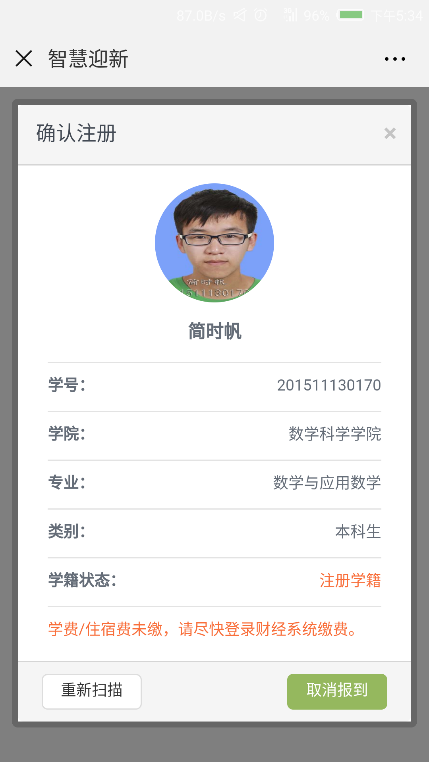 87.0B/s 96% 下午5:34
智慧迎新
确认注册
简时帆
学号： 201511130170
学院： 数学科学学院
专业： 数学与应用数学
类别： 本科生
学籍状态： 注册学籍
学费/住宿费未缴，请尽快登录财经系统缴费。
重新扫描 取消报到